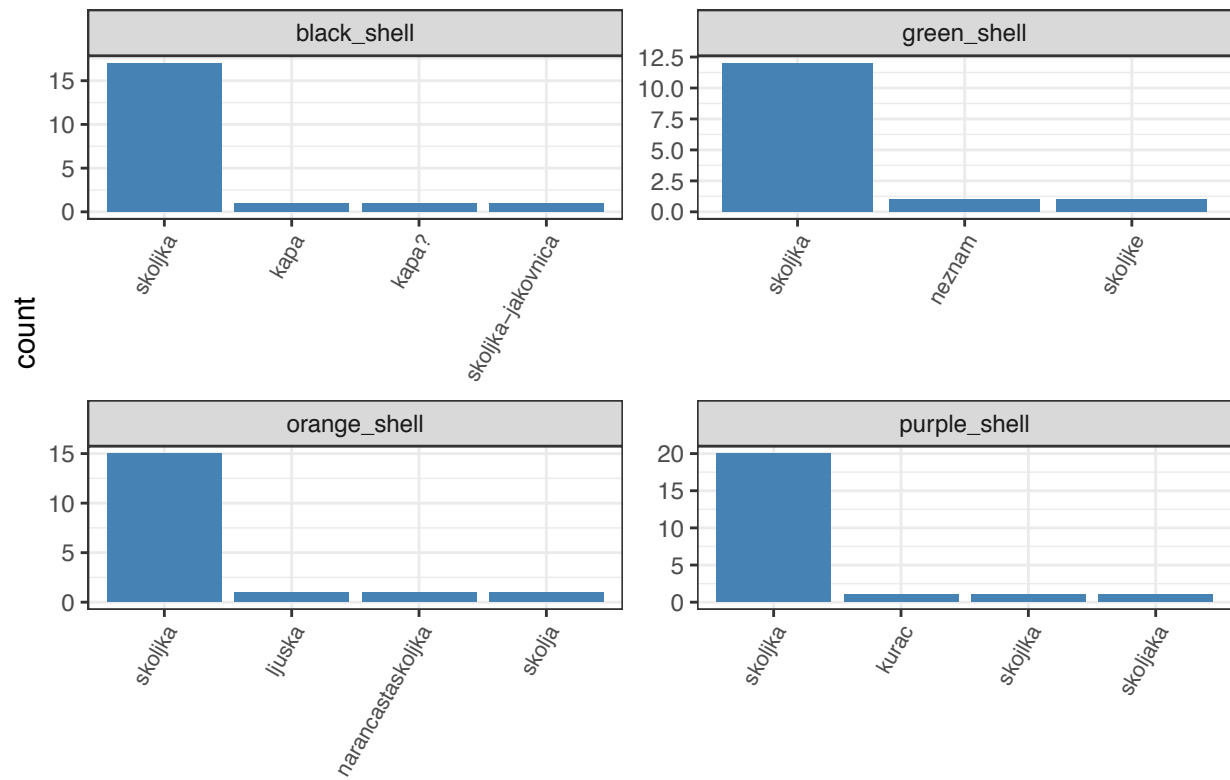 black_shell
15
10
5
0
skoljka
kapa
kapa?
skoljka−jakovnica
green_shell
12.5
10.0
7.5
5.0
2.5
0.0
skoljka
neznam
skoljke
count
orange_shell
15
10
5
0
skoljka
ljuska
narancastaskoljka
skolja
purple_shell
20
15
10
5
0
skoljka
kurac
skojlka
skoljaka